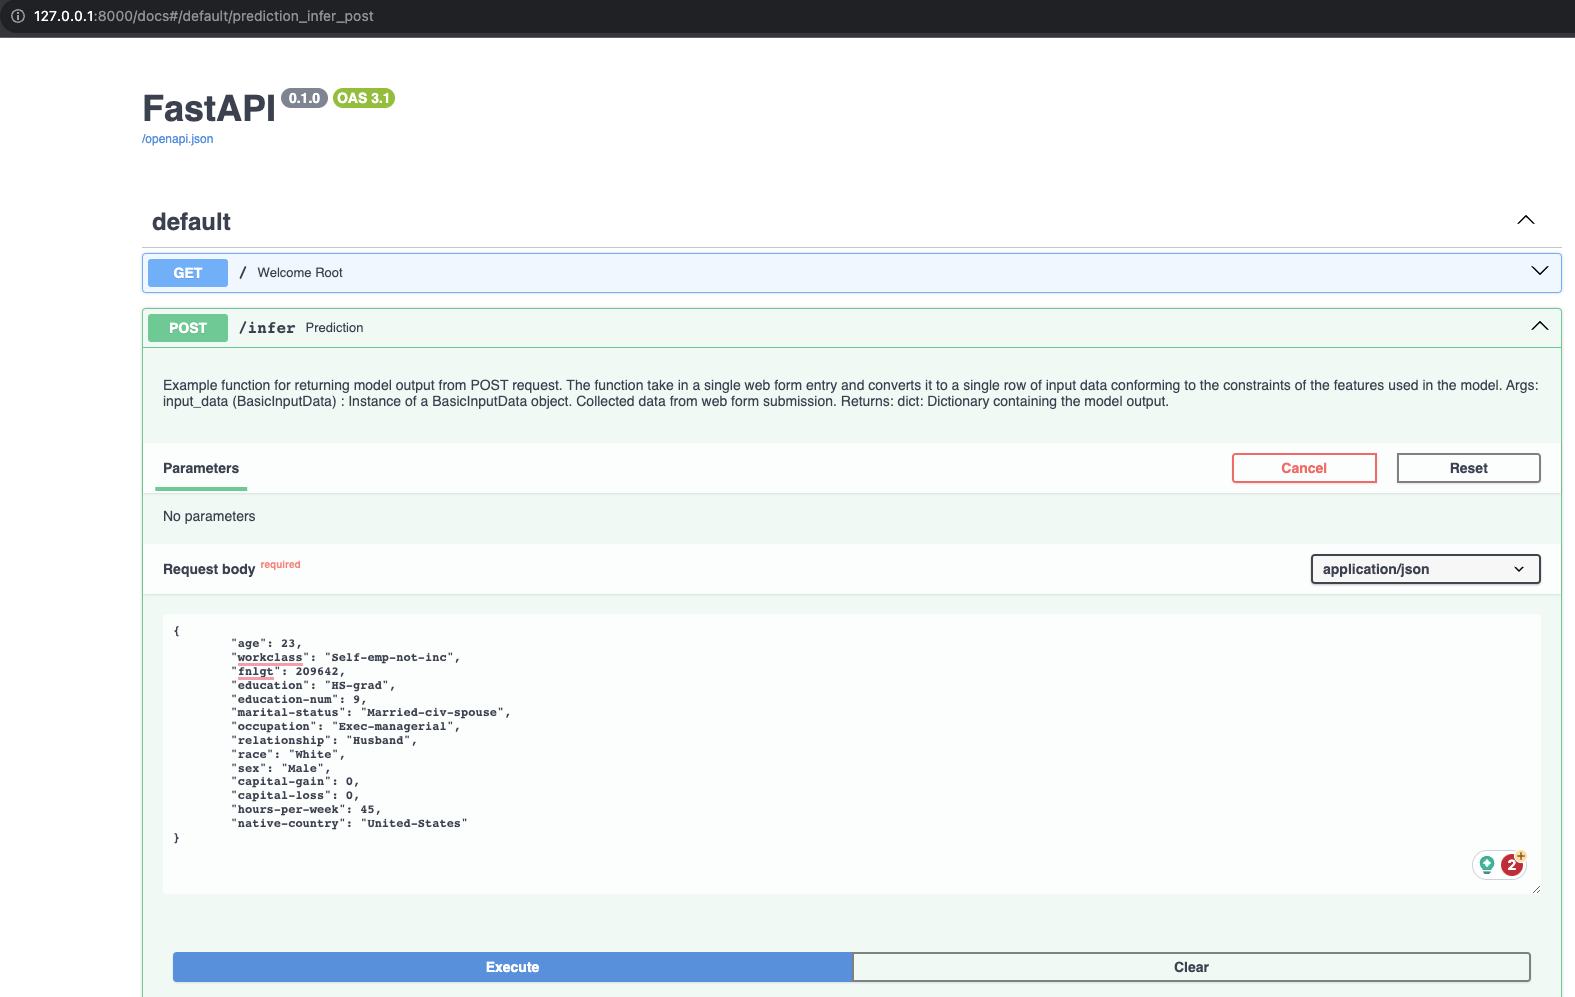 127.0.0.1:8000/docs#/default/prediction_infer_post
FastAPI 0.1.0 OAS 3.1
/openapi.json
default
GET / Welcome Root
POST /infer Prediction
Example function for returning model output from POST request. The function take in a single web form entry and converts it to a single row of input data conforming to the constraints of the features used in the model. Args:
input_data (BasicInputData) : Instance of a BasicInputData object. Collected data from web form submission. Returns: dict: Dictionary containing the model output.
Parameters Cancel Reset
No parameters
Request body required application/json
{
"age": 23,
"workclass": "Self-emp-not-inc",
"fnlgt": 209642,
"education": "HS-grad",
"education-num": 9,
"marital-status": "Married-civ-spouse",
"occupation": "Exec-managerial",
"relationship": "Husband",
"race": "White",
"sex": "Male",
"capital-gain": 0,
"capital-loss": 0,
"hours-per-week": 45,
"native-country": "United-States"
}
2+
Execute Clear